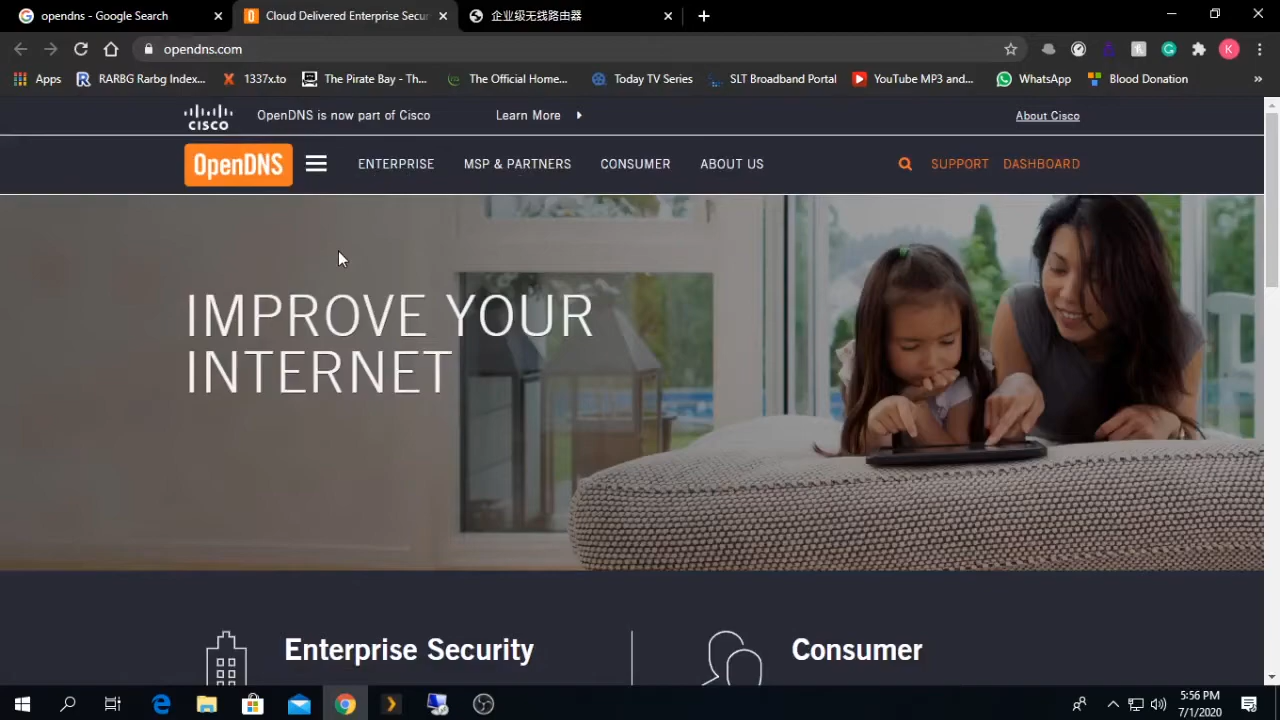 opendns - Google Search
Cloud Delivered Enterprise Secur
企业级无线路由器
opendns.com
K
Apps
RARBG Rarbg Index...
1337x.to
The Pirate Bay - Th...
The Official Home...
Today TV Series
SLT Broadband Portal
YouTube MP3 and...
WhatsApp
Blood Donation
»
CISCO
OpenDNS is now part of Cisco
Learn More
About Cisco
OpenDNS
ENTERPRISE
MSP & PARTNERS
CONSUMER
ABOUT US
SUPPORT
DASHBOARD
IMPROVE YOUR
INTERNET
Enterprise Security
Consumer
5:56 PM
7/1/2020